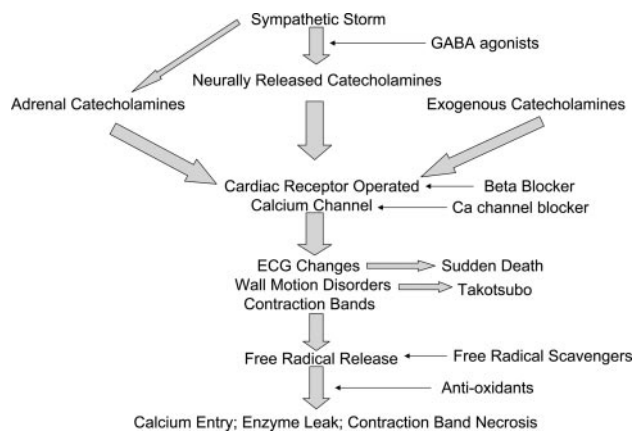 Sympathetic Storm
GABA agonists
Neurally Released Catecholamines
Adrenal Catecholamines
Exogenous Catecholamines
Cardiac Receptor Operated
Beta Blocker
Calcium Channel
Ca channel blocker
ECG Changes
Sudden Death
Wall Motion Disorders
Takotsubo
Contraction Bands
Free Radical Release
Free Radical Scavengers
Anti-oxidants
Calcium Entry; Enzyme Leak; Contraction Band Necrosis